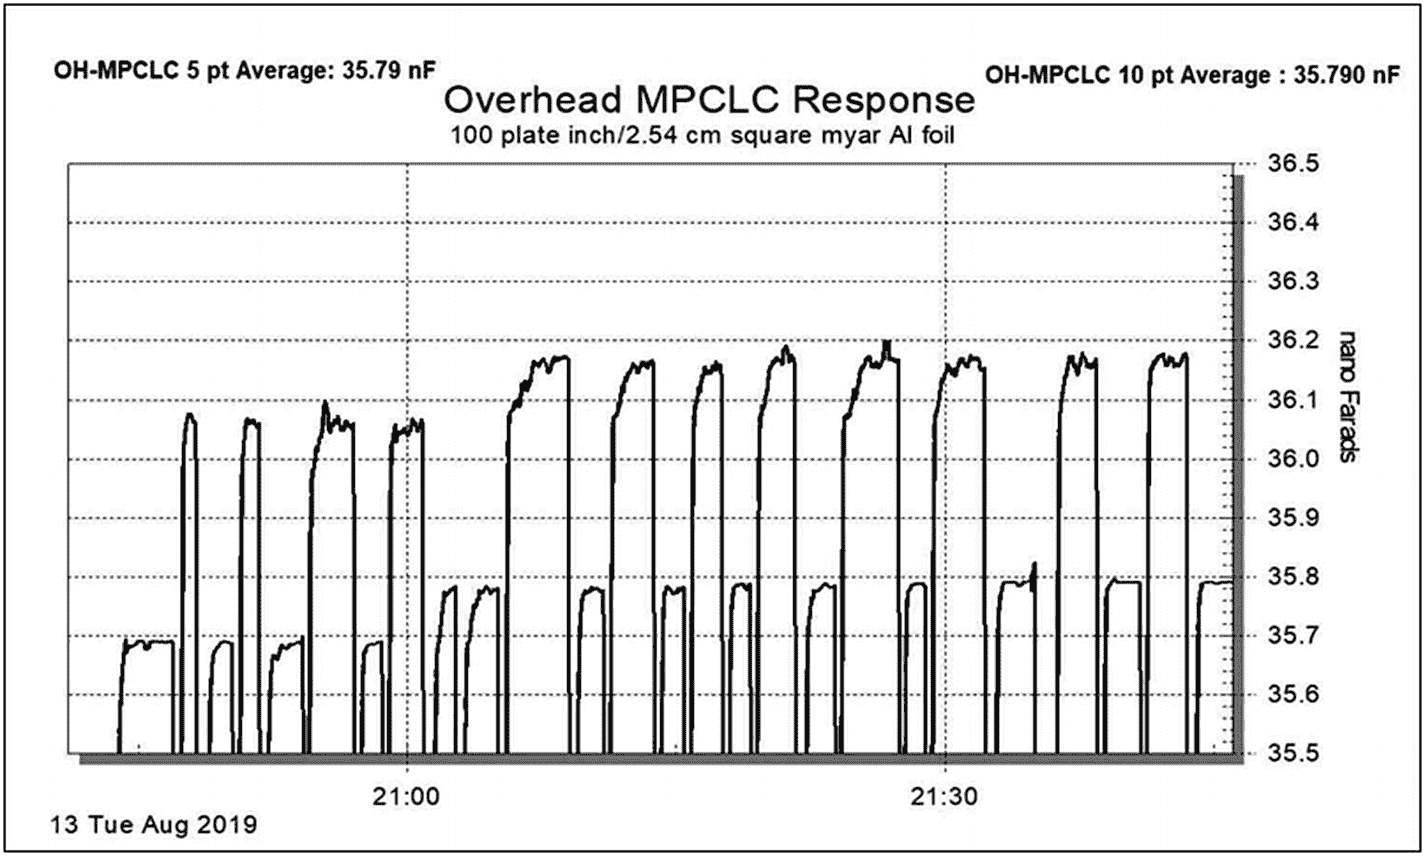 OH-MPCLC 5 pt Average: 35.79 nF
OH-MPCLC 10 pt Average : 35.790 nF
Overhead MPCLC Response
100 plate inch/2.54 cm square myar Al foil
36.5
36.4
36.3
36.2
36.1
36.0
35.9
35.8
35.7
35.6
35.5
nano Farads
21:00
21:30
13 Tue Aug 2019